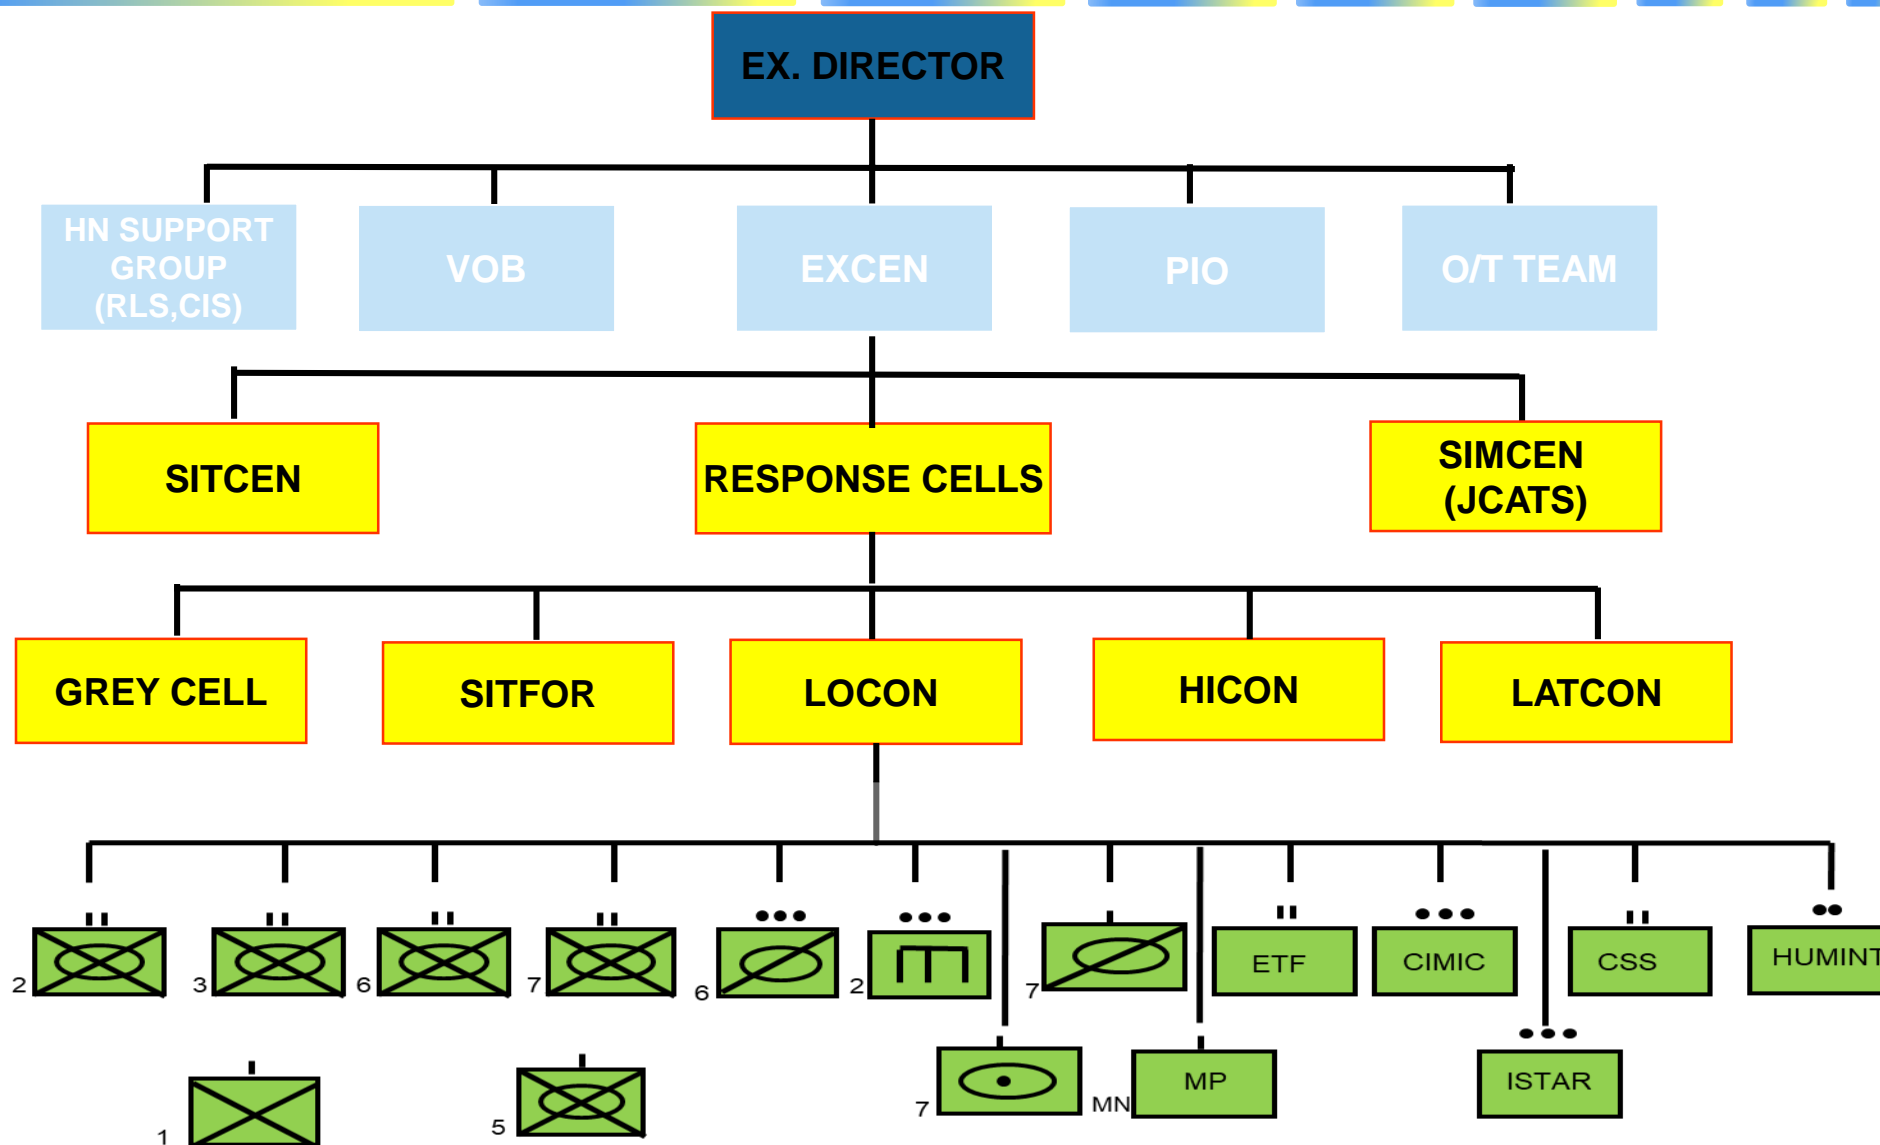 EX. DIRECTOR
HN SUPPORT
GROUP
(RLS,CIS)
VOB
EXCEN
PIO
O/T TEAM
SITCEN
RESPONSE CELLS
SIMCEN
(JCATS)
GREY CELL
SITFOR
LOCON
HICON
LATCON
2
3
6
7
6
2
7
ETF
CIMIC
CSS
HUMINT
1
5
7
MN
MP
ISTAR